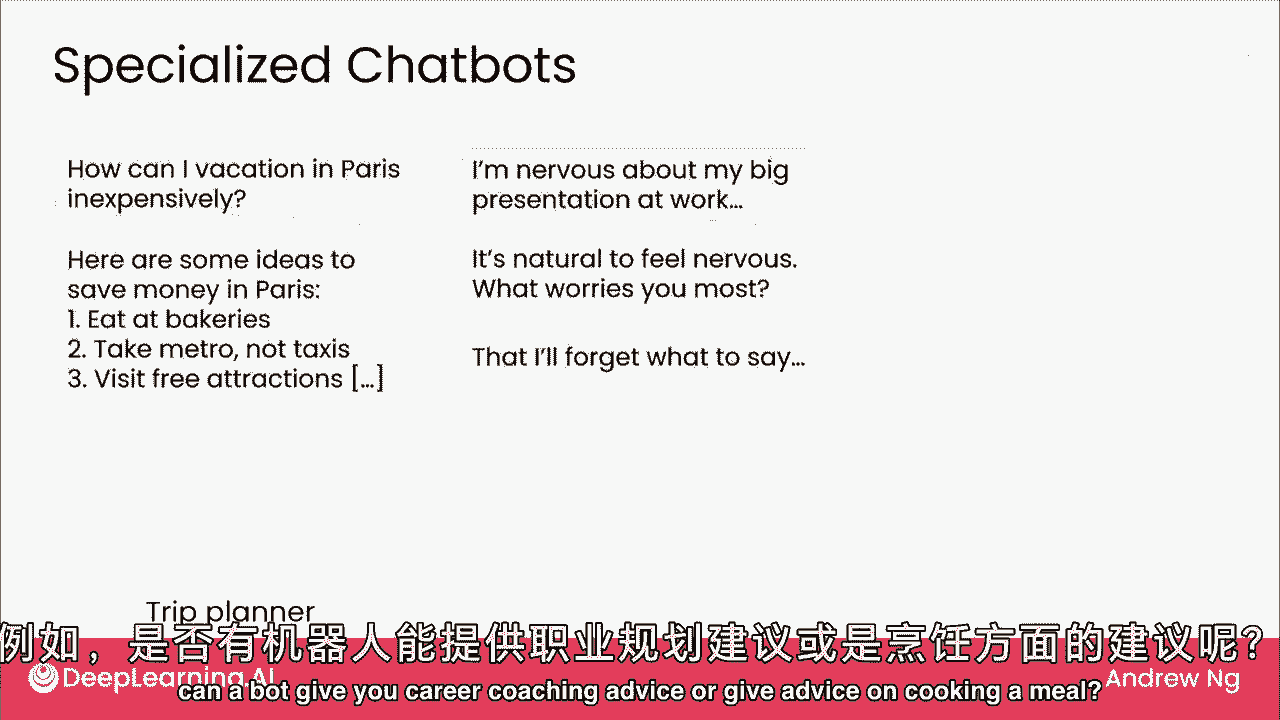 Specialized Chatbots
How can I vacation in Paris
inexpensively?
Here are some ideas to
save money in Paris:
1. Eat at bakeries
2. Take metro, not taxis
3. Visit free attractions [...]
I'm nervous about my big
presentation at work...
It's natural to feel nervous.
What worries you most?
That I'll forget what to say...
Trip planner
例如，是否有机器人能提供职业规划建议或是烹饪方面的建议呢？
DeepLearning.AI
can a bot give you career coaching advice or give advice on cooking a meal?
Andrew Ng